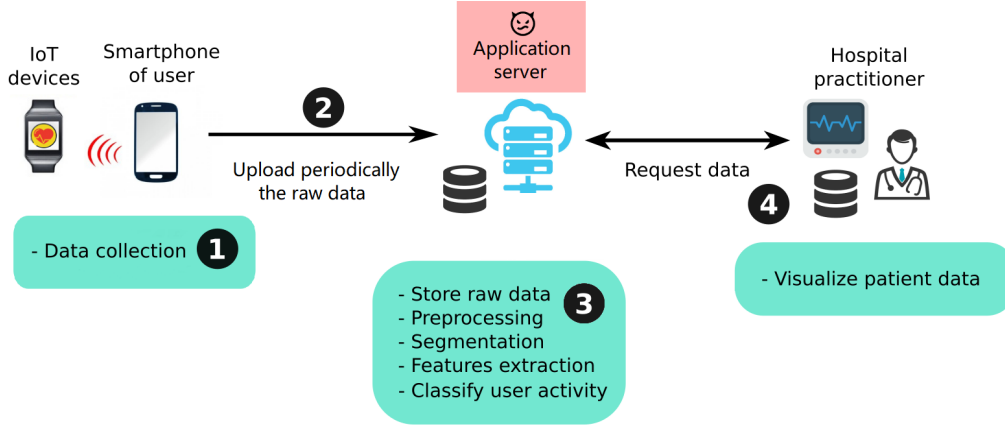 IoT
devices
Smartphone
of user
Application
server
Hospital
practitioner
2
Upload periodically
the raw data
Request data
4
- Data collection
1
- Store raw data
- Preprocessing
- Segmentation
- Features extraction
- Classify user activity
3
- Visualize patient data